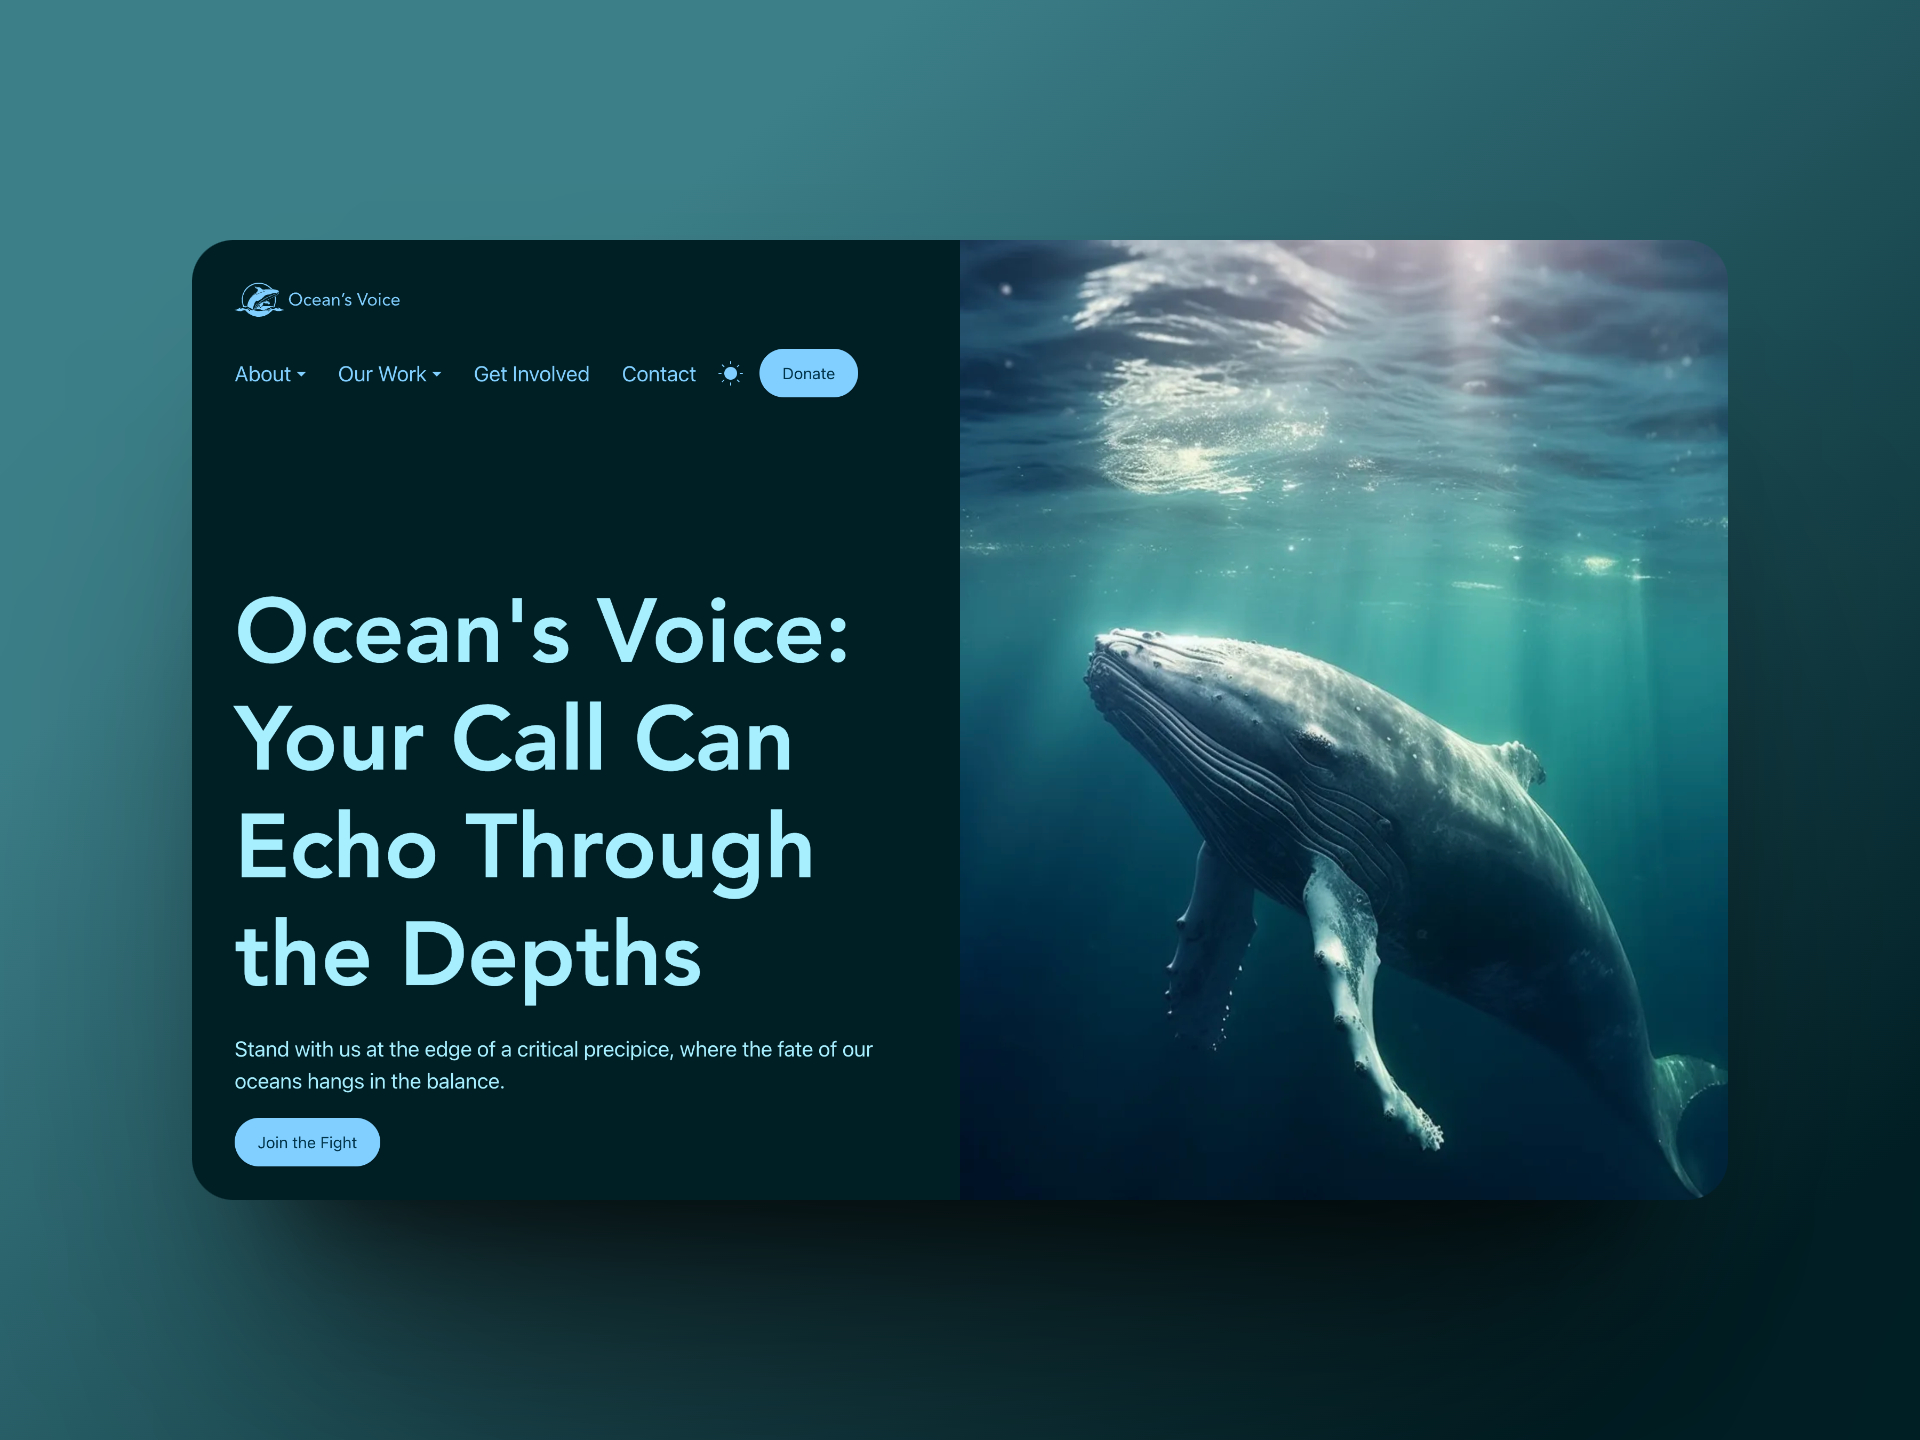 Ocean’s Voice
About Our Work Get Involved Contact Donate
Ocean's Voice:
Your Call Can
Echo Through
the Depths
Stand with us at the edge of a critical precipice, where the fate of our
oceans hangs in the balance.
Join the Fight